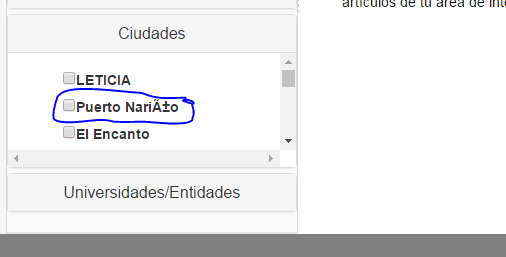 artículos de tu área de inte
Ciudades
LETICIA
Puerto NariÃ±o
El Encanto
Universidades/Entidades